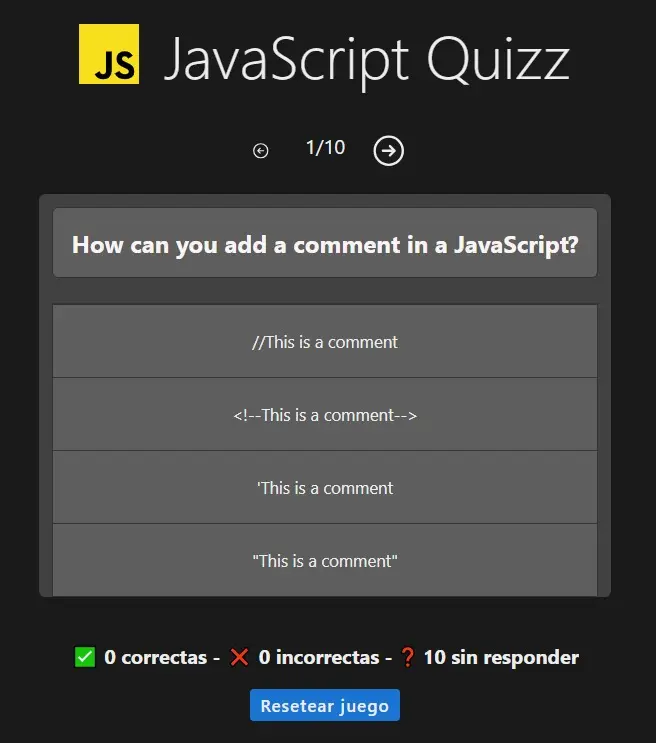 JS JavaScript Quizz
1/10
How can you add a comment in a JavaScript?
//This is a comment
<!--This is a comment-->
'This is a comment
"This is a comment"
✅ 0 correctas - ❌ 0 incorrectas - ❓ 10 sin responder
Resetear juego